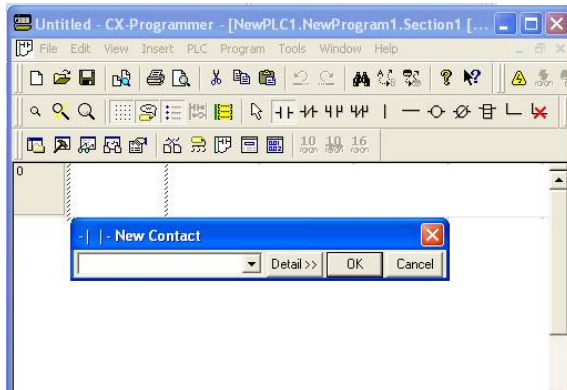 Untitled - CX-Programmer - [NewPLC1.NewProgram1.Section1 [...
File Edit View Insert PLC Program Tools Window Help
10 10 16
0
-| |- New Contact
Detail >> OK Cancel